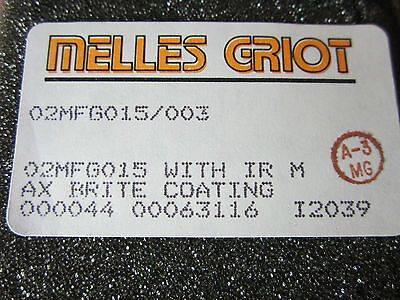 MELLES GRIOT
02MFG015/003
02MFG015 WITH IR M
AX BRITE COATING
000044 00063116 I2039
A-3
MG